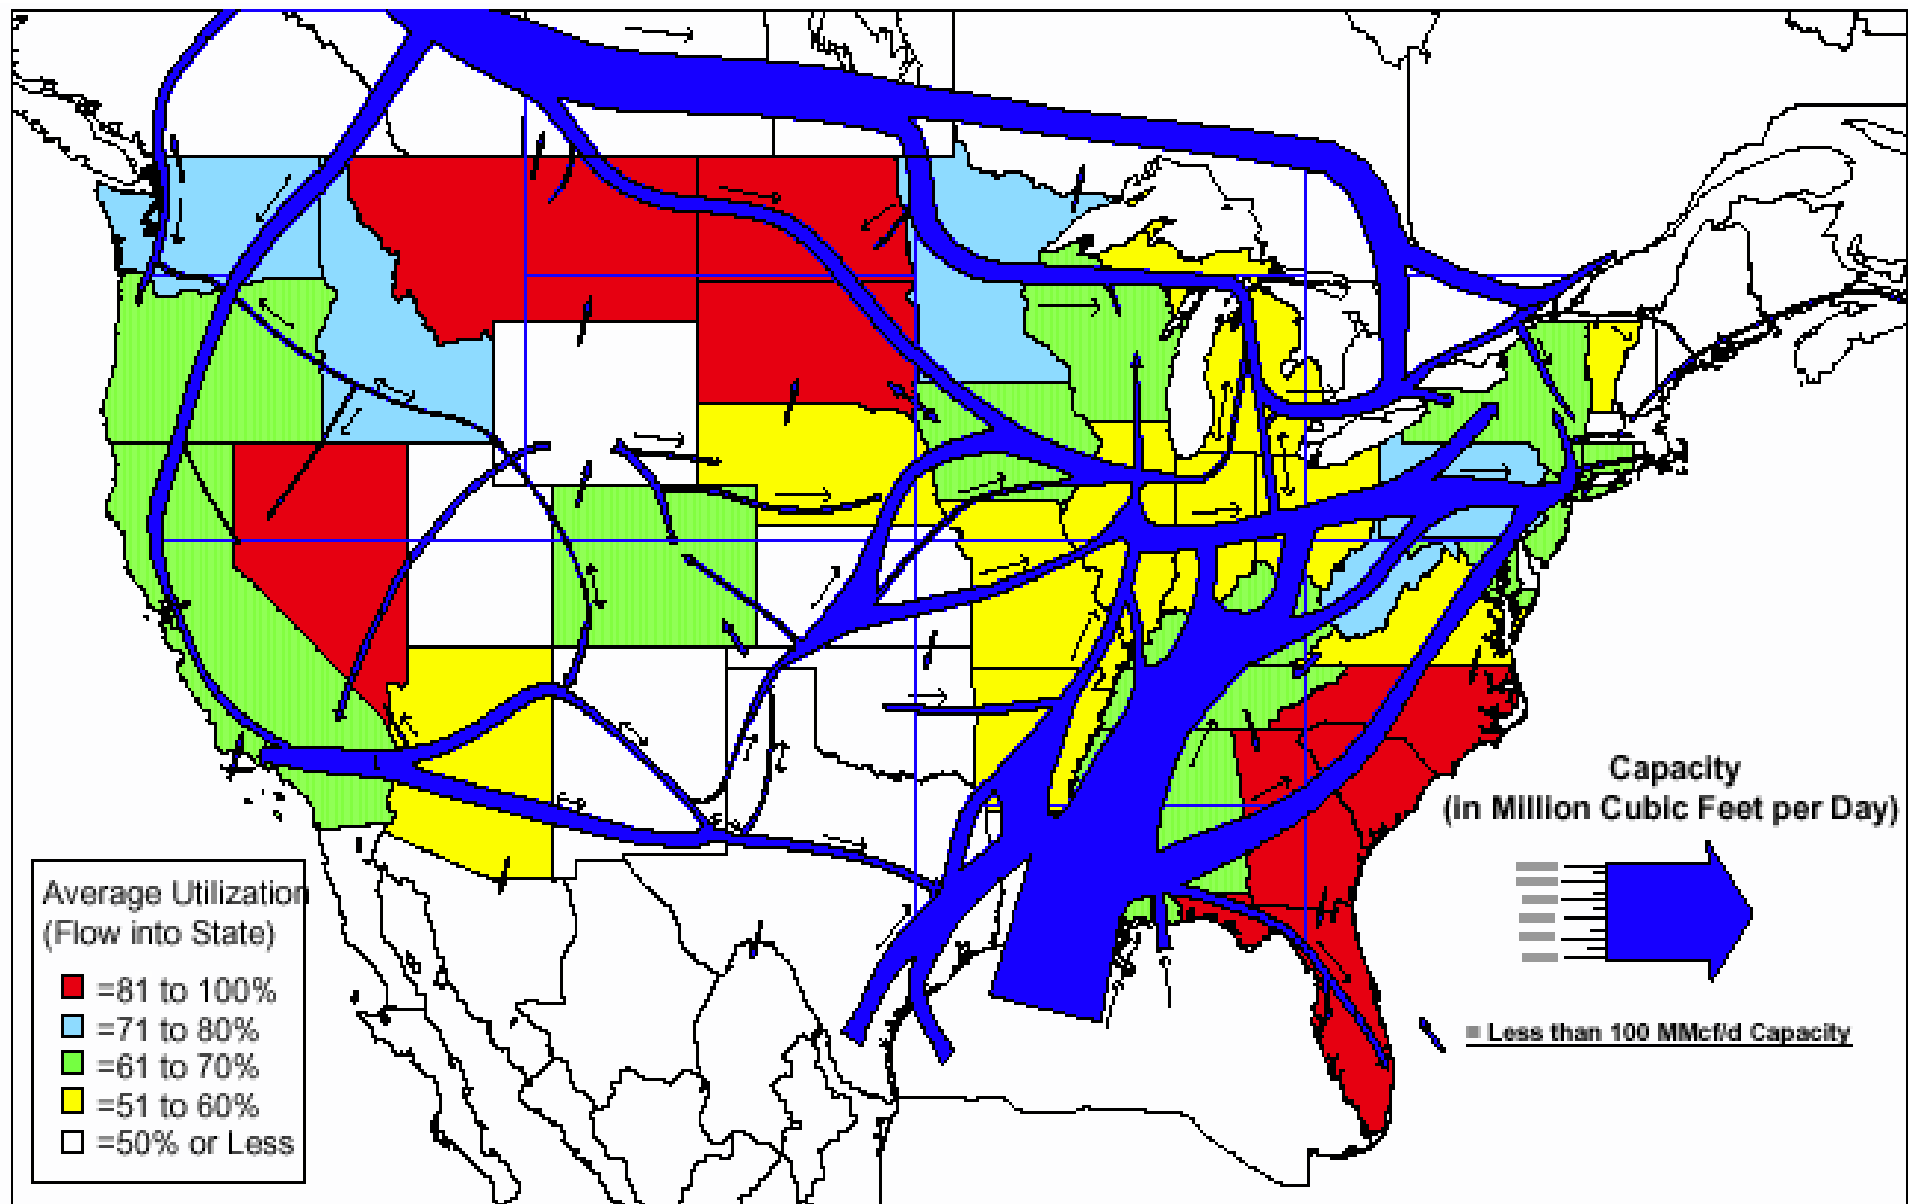 Capacity
(in Million Cubic Feet per Day)
Average Utilization
(Flow into State)
=81 to 100%
=71 to 80%
=61 to 70%
=51 to 60%
=50% or Less
= Less than 100 MMcf/d Capacity